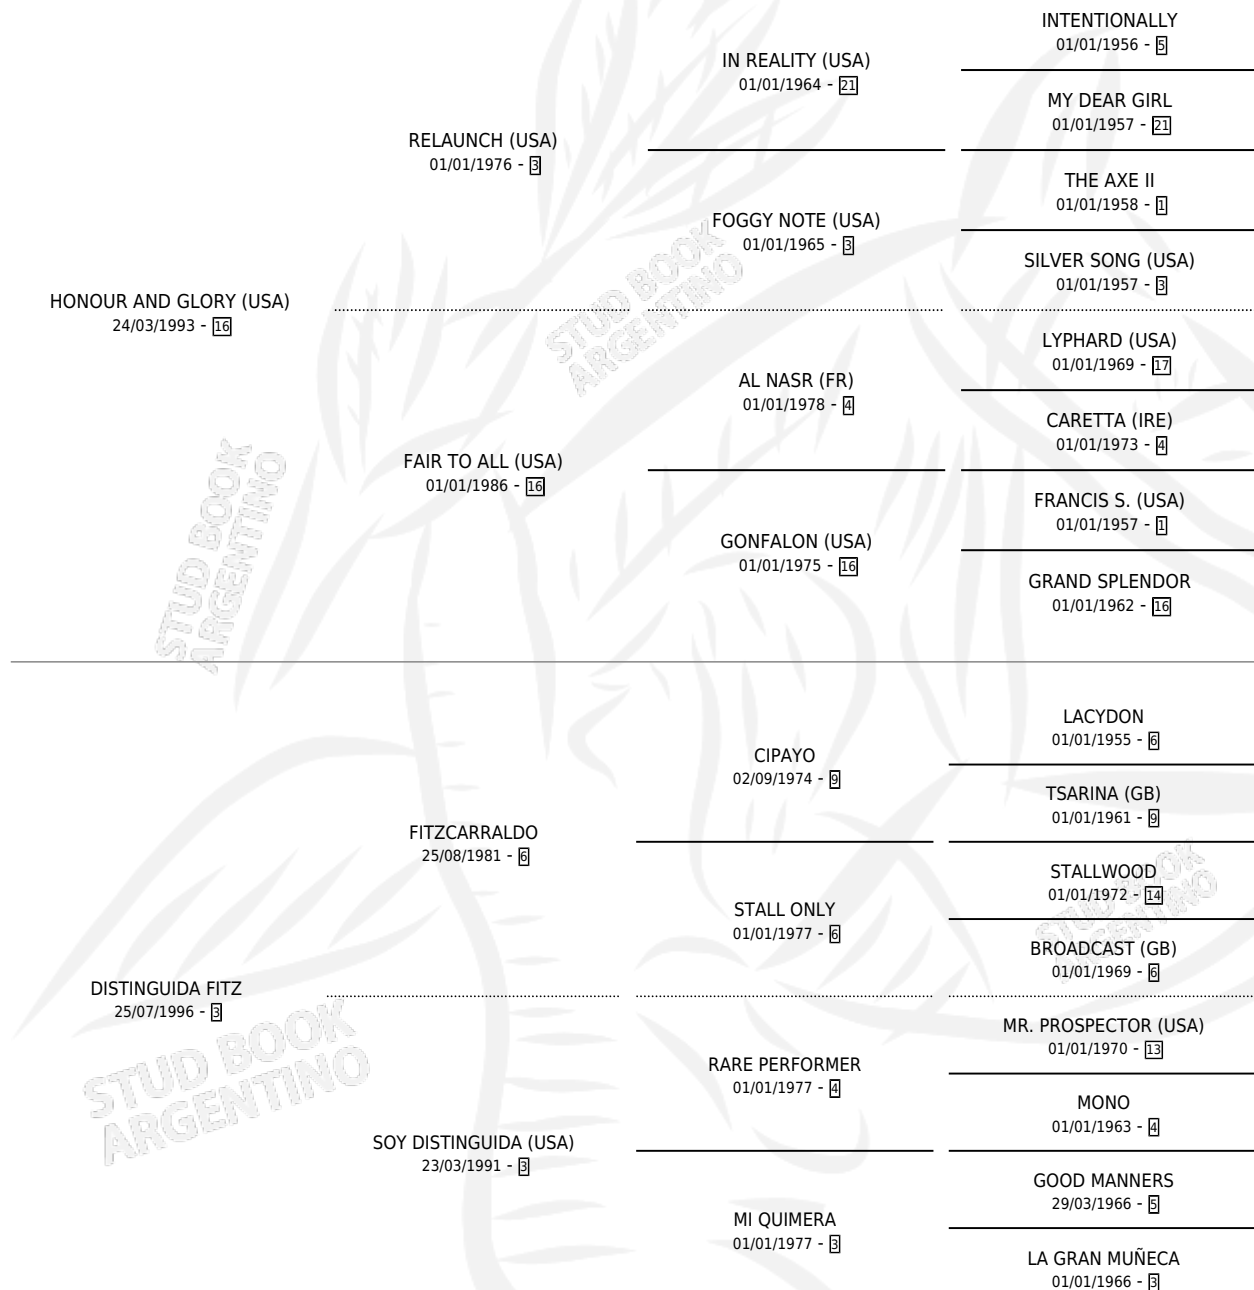 INTENTIONALLY
01/01/1956 - 5
IN REALITY (USA)
01/01/1964 - 21
MY DEAR GIRL
01/01/1957 - 21
RELAUNCH (USA)
01/01/1976 - 3
THE AXE II
01/01/1958 - 1
FOGGY NOTE (USA)
01/01/1965 - 3
SILVER SONG (USA)
01/01/1957 - 3
HONOUR AND GLORY (USA)
24/03/1993 - 16
LYPHARD (USA)
01/01/1969 - 17
AL NASR (FR)
01/01/1978 - 4
CARETTA (IRE)
01/01/1973 - 4
FAIR TO ALL (USA)
01/01/1986 - 16
FRANCIS S. (USA)
01/01/1957 - 1
GONFALON (USA)
01/01/1975 - 16
GRAND SPLENDOR
01/01/1962 - 16
LACYDON
01/01/1955 - 6
CIPAYO
02/09/1974 - 9
TSARINA (GB)
01/01/1961 - 9
FITZCARRALDO
25/08/1981 - 6
STALLWOOD
01/01/1972 - 14
STALL ONLY
01/01/1977 - 6
BROADCAST (GB)
01/01/1969 - 6
DISTINGUIDA FITZ
25/07/1996 - 3
MR. PROSPECTOR (USA)
01/01/1970 - 13
RARE PERFORMER
01/01/1977 - 4
MONO
01/01/1963 - 4
SOY DISTINGUIDA (USA)
23/03/1991 - 3
GOOD MANNERS
29/03/1966 - 5
MI QUIMERA
01/01/1977 - 3
LA GRAN MUÑECA
01/01/1966 - 3
STUD BOOK
ARGENTINO
STUD BOOK
ARGENTINO
STUD BOOK
ARGENTINO
STUD BOOK
ARGENTINO